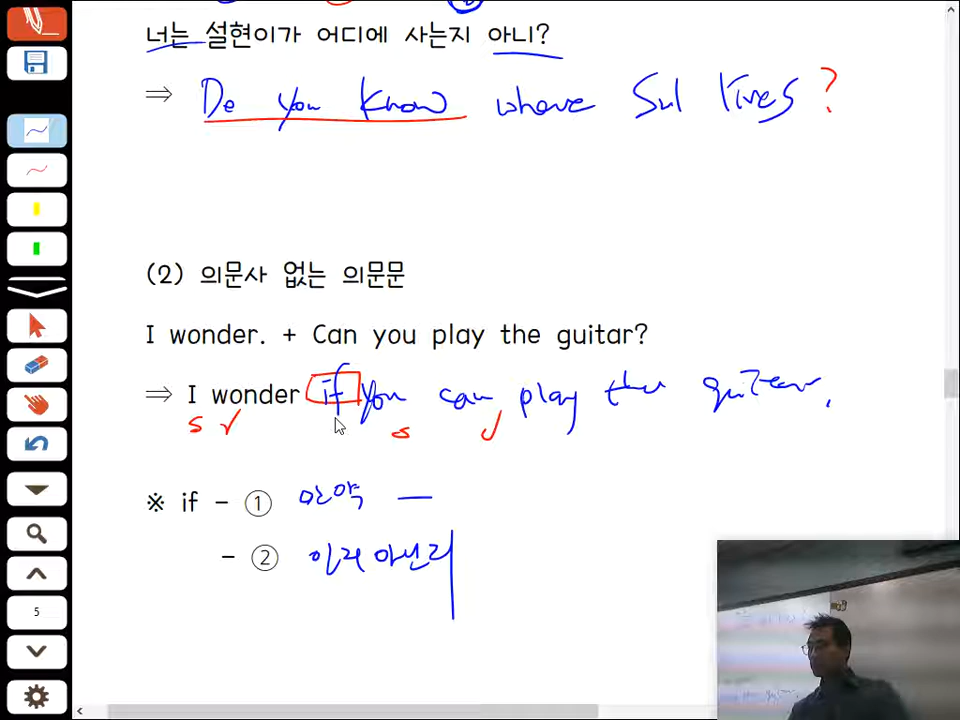 너는 설현이가 어디에 사는지 아니?
⇒ Do you know where Sul lives?
(2) 의문사 없는 의문문
I wonder. + Can you play the guitar?
⇒ I wonder if you can play the guitar.
S V S V
※ if - ① 만약 —
- ② 인지 아닌지
5